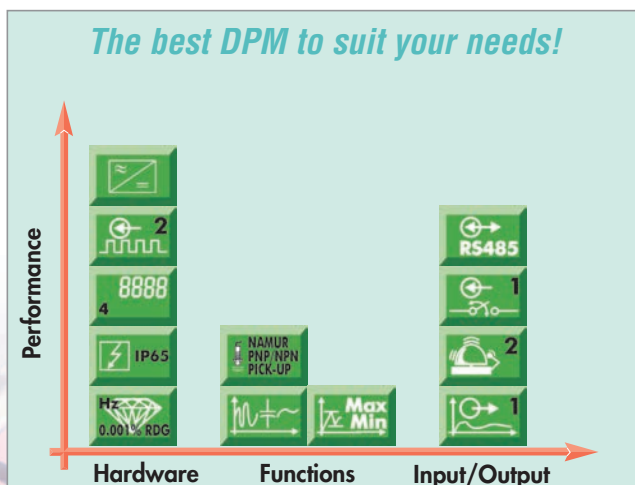 The best DPM to suit your needs!
Performance
2
8888
4
IP65
Hz
0.001% RDG
NAMUR
PNP/NPN
PICK-UP
Max
Min
RS485
1
2
1
Hardware
Functions
Input/Output